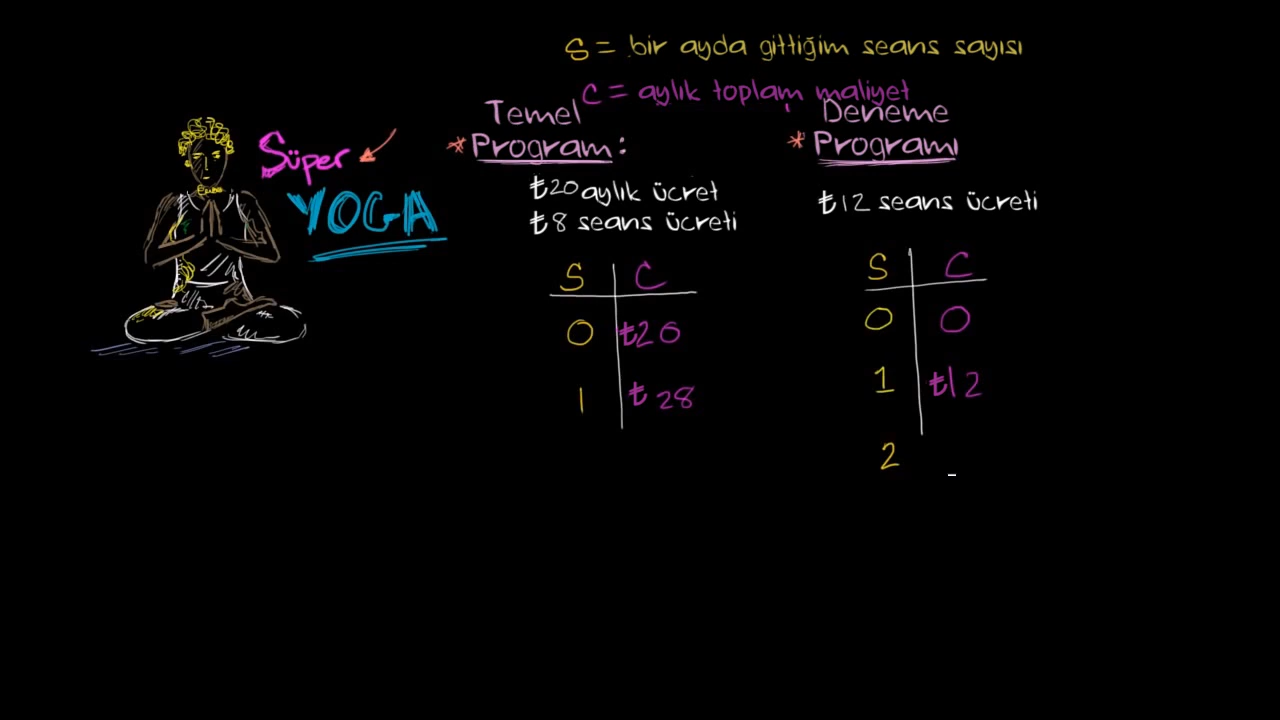 S = bir ayda gittiğim seans sayısı
C = aylık toplam maliyet
Süper
YOGA
Temel
* Program:
₺20 aylık ücret
₺8 seans ücreti
S C
0 ₺20
1 ₺28
Deneme
* Programı
₺12 seans ücreti
S C
0 0
1 ₺12
2